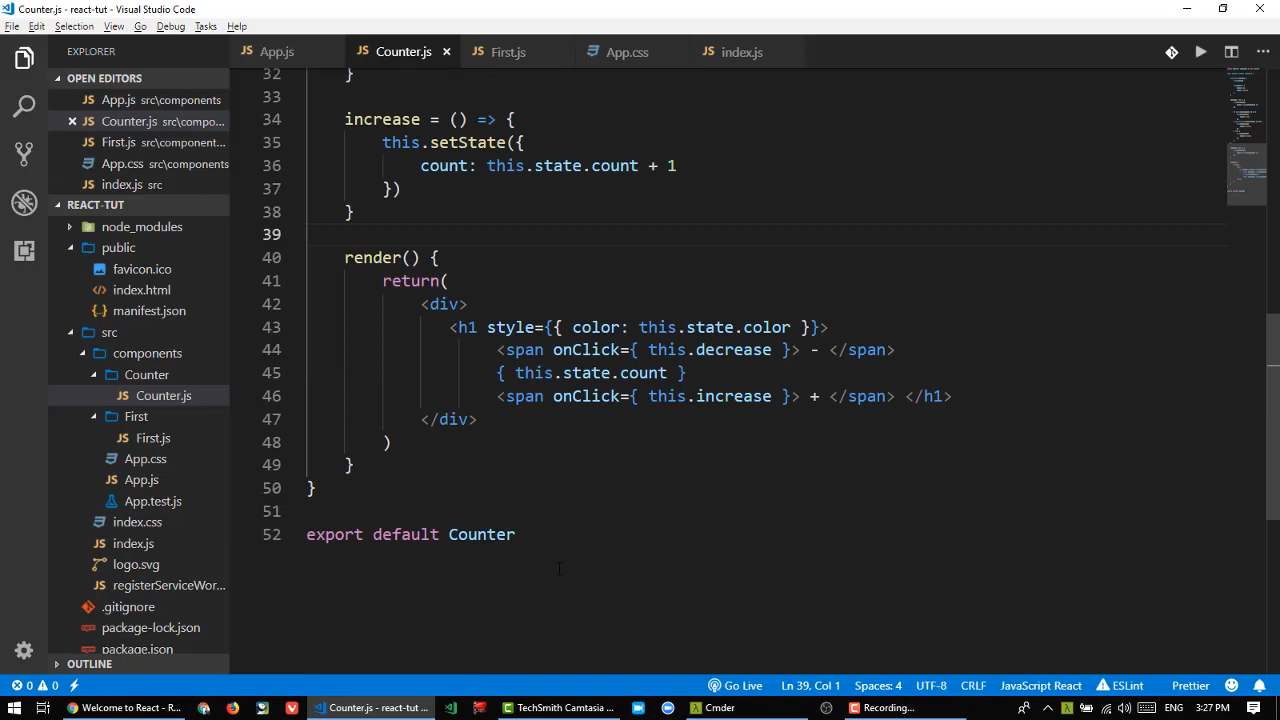 Counter.js - react-tut - Visual Studio Code
File Edit Selection View Go Debug Tasks Help
EXPLORER
App.js
Counter.js
First.js
App.css
index.js
OPEN EDITORS
App.js src\components
Counter.js src\compo...
First.js src\component...
App.css src\components
index.js src
REACT-TUT
node_modules
public
favicon.ico
index.html
manifest.json
src
components
Counter
Counter.js
First
First.js
App.css
App.js
App.test.js
index.css
index.js
logo.svg
registerServiceWor...
.gitignore
package-lock.json
package.json
OUTLINE
32 }
33
34 increase = () => {
35 this.setState({
36 count: this.state.count + 1
37 })
38 }
39
40 render() {
41 return(
42 <div>
43 <h1 style={{ color: this.state.color }}>
44 <span onClick={ this.decrease }> - </span>
45 { this.state.count }
46 <span onClick={ this.increase }> + </span> </h1>
47 </div>
48 )
49 }
50 }
51
52 export default Counter
0 0 Go Live Ln 39, Col 1 Spaces: 4 UTF-8 CRLF JavaScript React ESLint Prettier
Welcome to React - R... Counter.js - react-tut ... TechSmith Camtasia ... Cmder Recording... 3:27 PM